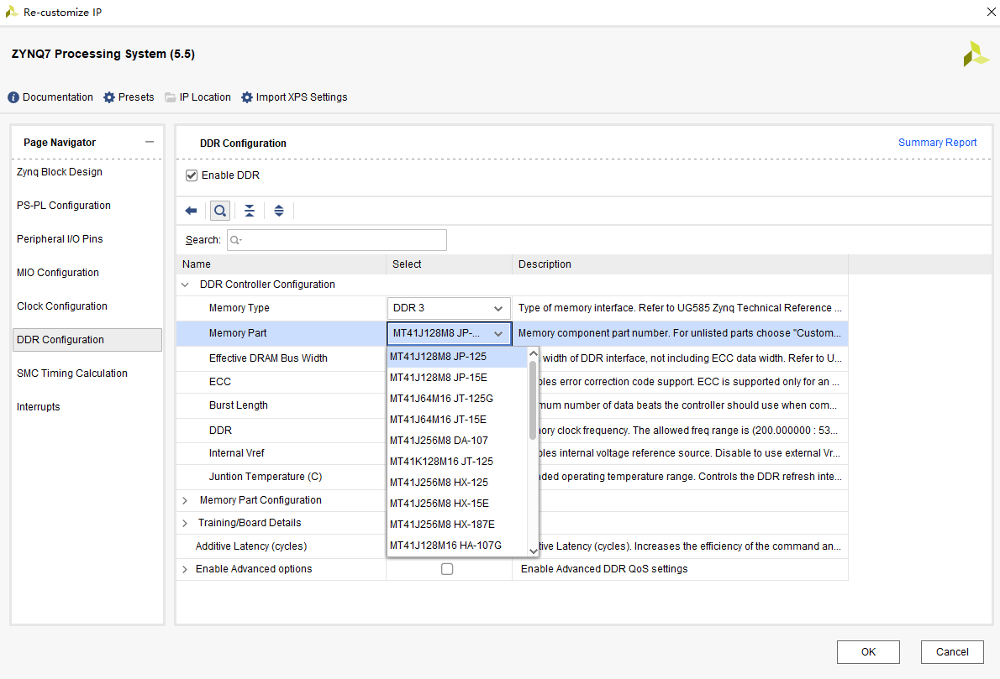 Re-customize IP
ZYNQ7 Processing System (5.5)
Documentation Presets IP Location Import XPS Settings
Page Navigator
Zynq Block Design
PS-PL Configuration
Peripheral I/O Pins
MIO Configuration
Clock Configuration
DDR Configuration
SMC Timing Calculation
Interrupts
DDR Configuration Summary Report
Enable DDR
Search:
Name Select Description
DDR Controller Configuration
Memory Type DDR 3 Type of memory interface. Refer to UG585 Zynq Technical Reference ...
Memory Part MT41J128M8 JP-... Memory component part number. For unlisted parts choose "Custom...
Effective DRAM Bus Width width of DDR interface, not including ECC data width. Refer to U...
ECC bles error correction code support. ECC is supported only for an ...
Burst Length mum number of data beats the controller should use when com...
DDR ory clock frequency. The allowed freq range is (200.000000 : 53...
Internal Vref bles internal voltage reference source. Disable to use external Vr...
Juntion Temperature (C) ded operating temperature range. Controls the DDR refresh inte...
Memory Part Configuration
Training/Board Details
Additive Latency (cycles) tive Latency (cycles). Increases the efficiency of the command an...
Enable Advanced options Enable Advanced DDR QoS settings
MT41J128M8 JP-125
MT41J128M8 JP-15E
MT41J64M16 JT-125G
MT41J64M16 JT-15E
MT41J256M8 DA-107
MT41K128M16 JT-125
MT41J256M8 HX-125
MT41J256M8 HX-15E
MT41J256M8 HX-187E
MT41J128M16 HA-107G
OK Cancel